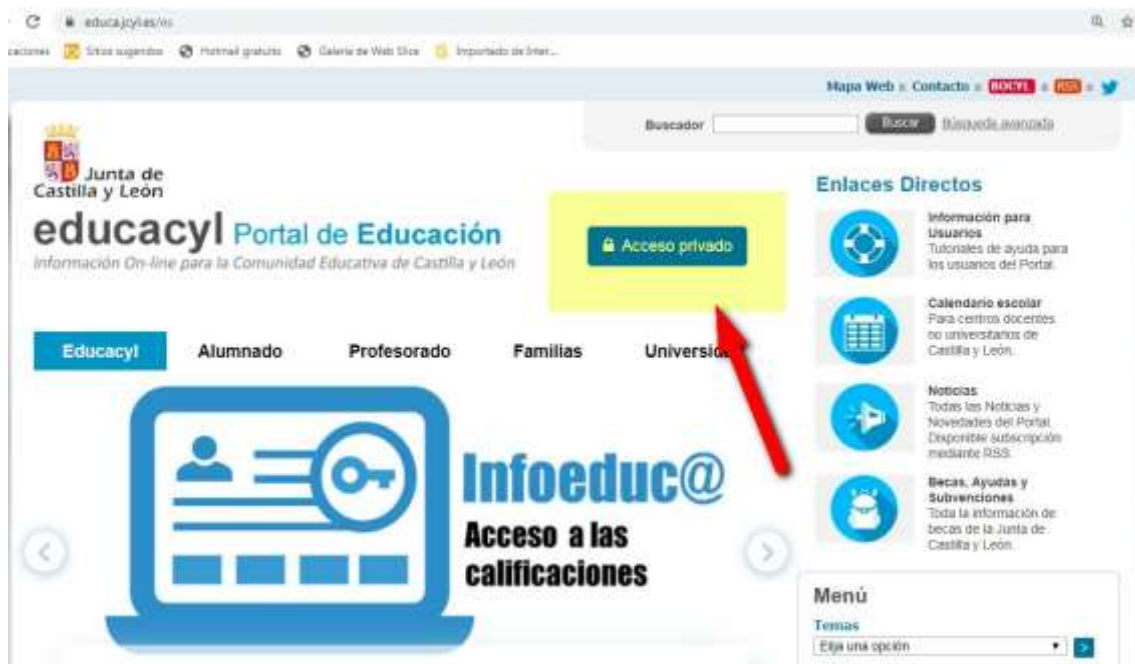 educa.jcyl.es/es
Sitios sugeridos Hotmail gratuito Galería de Web Slice Importado de Inter...
Mapa Web Contacto BOCYL RSS
Buscador Buscar Búsqueda avanzada
Junta de
Castilla y León
educacyl Portal de Educación
Información On-line para la Comunidad Educativa de Castilla y León
Acceso privado
Educacyl Alumnado Profesorado Familias Universid
Infoeduc@
Acceso a las
calificaciones
Enlaces Directos
Información para
Usuarios
Tutoriales de ayuda para
los usuarios del Portal.
Calendario escolar
Para centros docentes
no universitarios de
Castilla y León.
Noticias
Todas las Noticias y
Novedades del Portal.
Disponible subscripción
mediante RSS.
Becas, Ayudas y
Subvenciones
Toda la información de
becas de la Junta de
Castilla y León.
Menú
Temas
Elija una opción